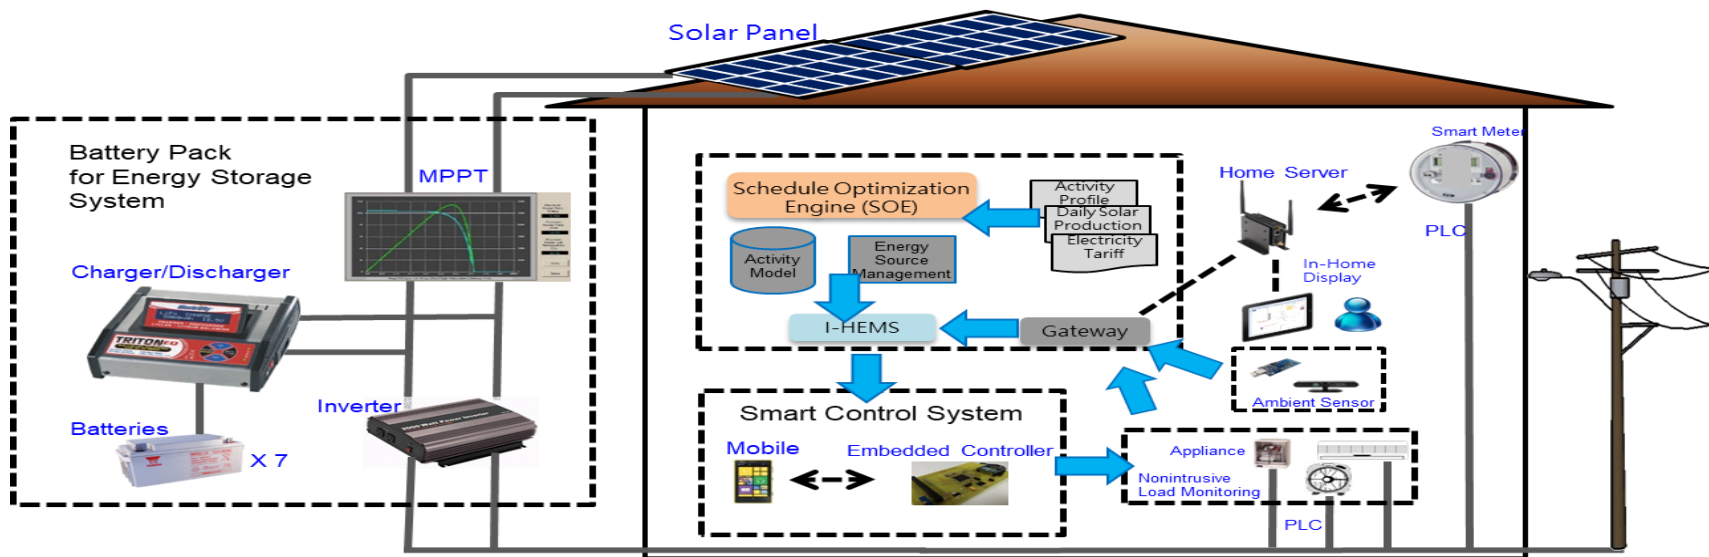 Solar Panel
Battery Pack
for Energy Storage
System
MPPT
Charger/Discharger
TRITON EQ
Batteries
X 7
Inverter
Schedule Optimization
Engine (SOE)
Activity
Profile
Daily Solar
Production
Electricity
Tariff
Activity
Model
Energy
Source
Management
I-HEMS
Gateway
Smart Meter
Home Server
PLC
In-Home
Display
Ambient Sensor
Smart Control System
Mobile
Embedded Controller
Appliance
Nonintrusive
Load Monitoring
PLC